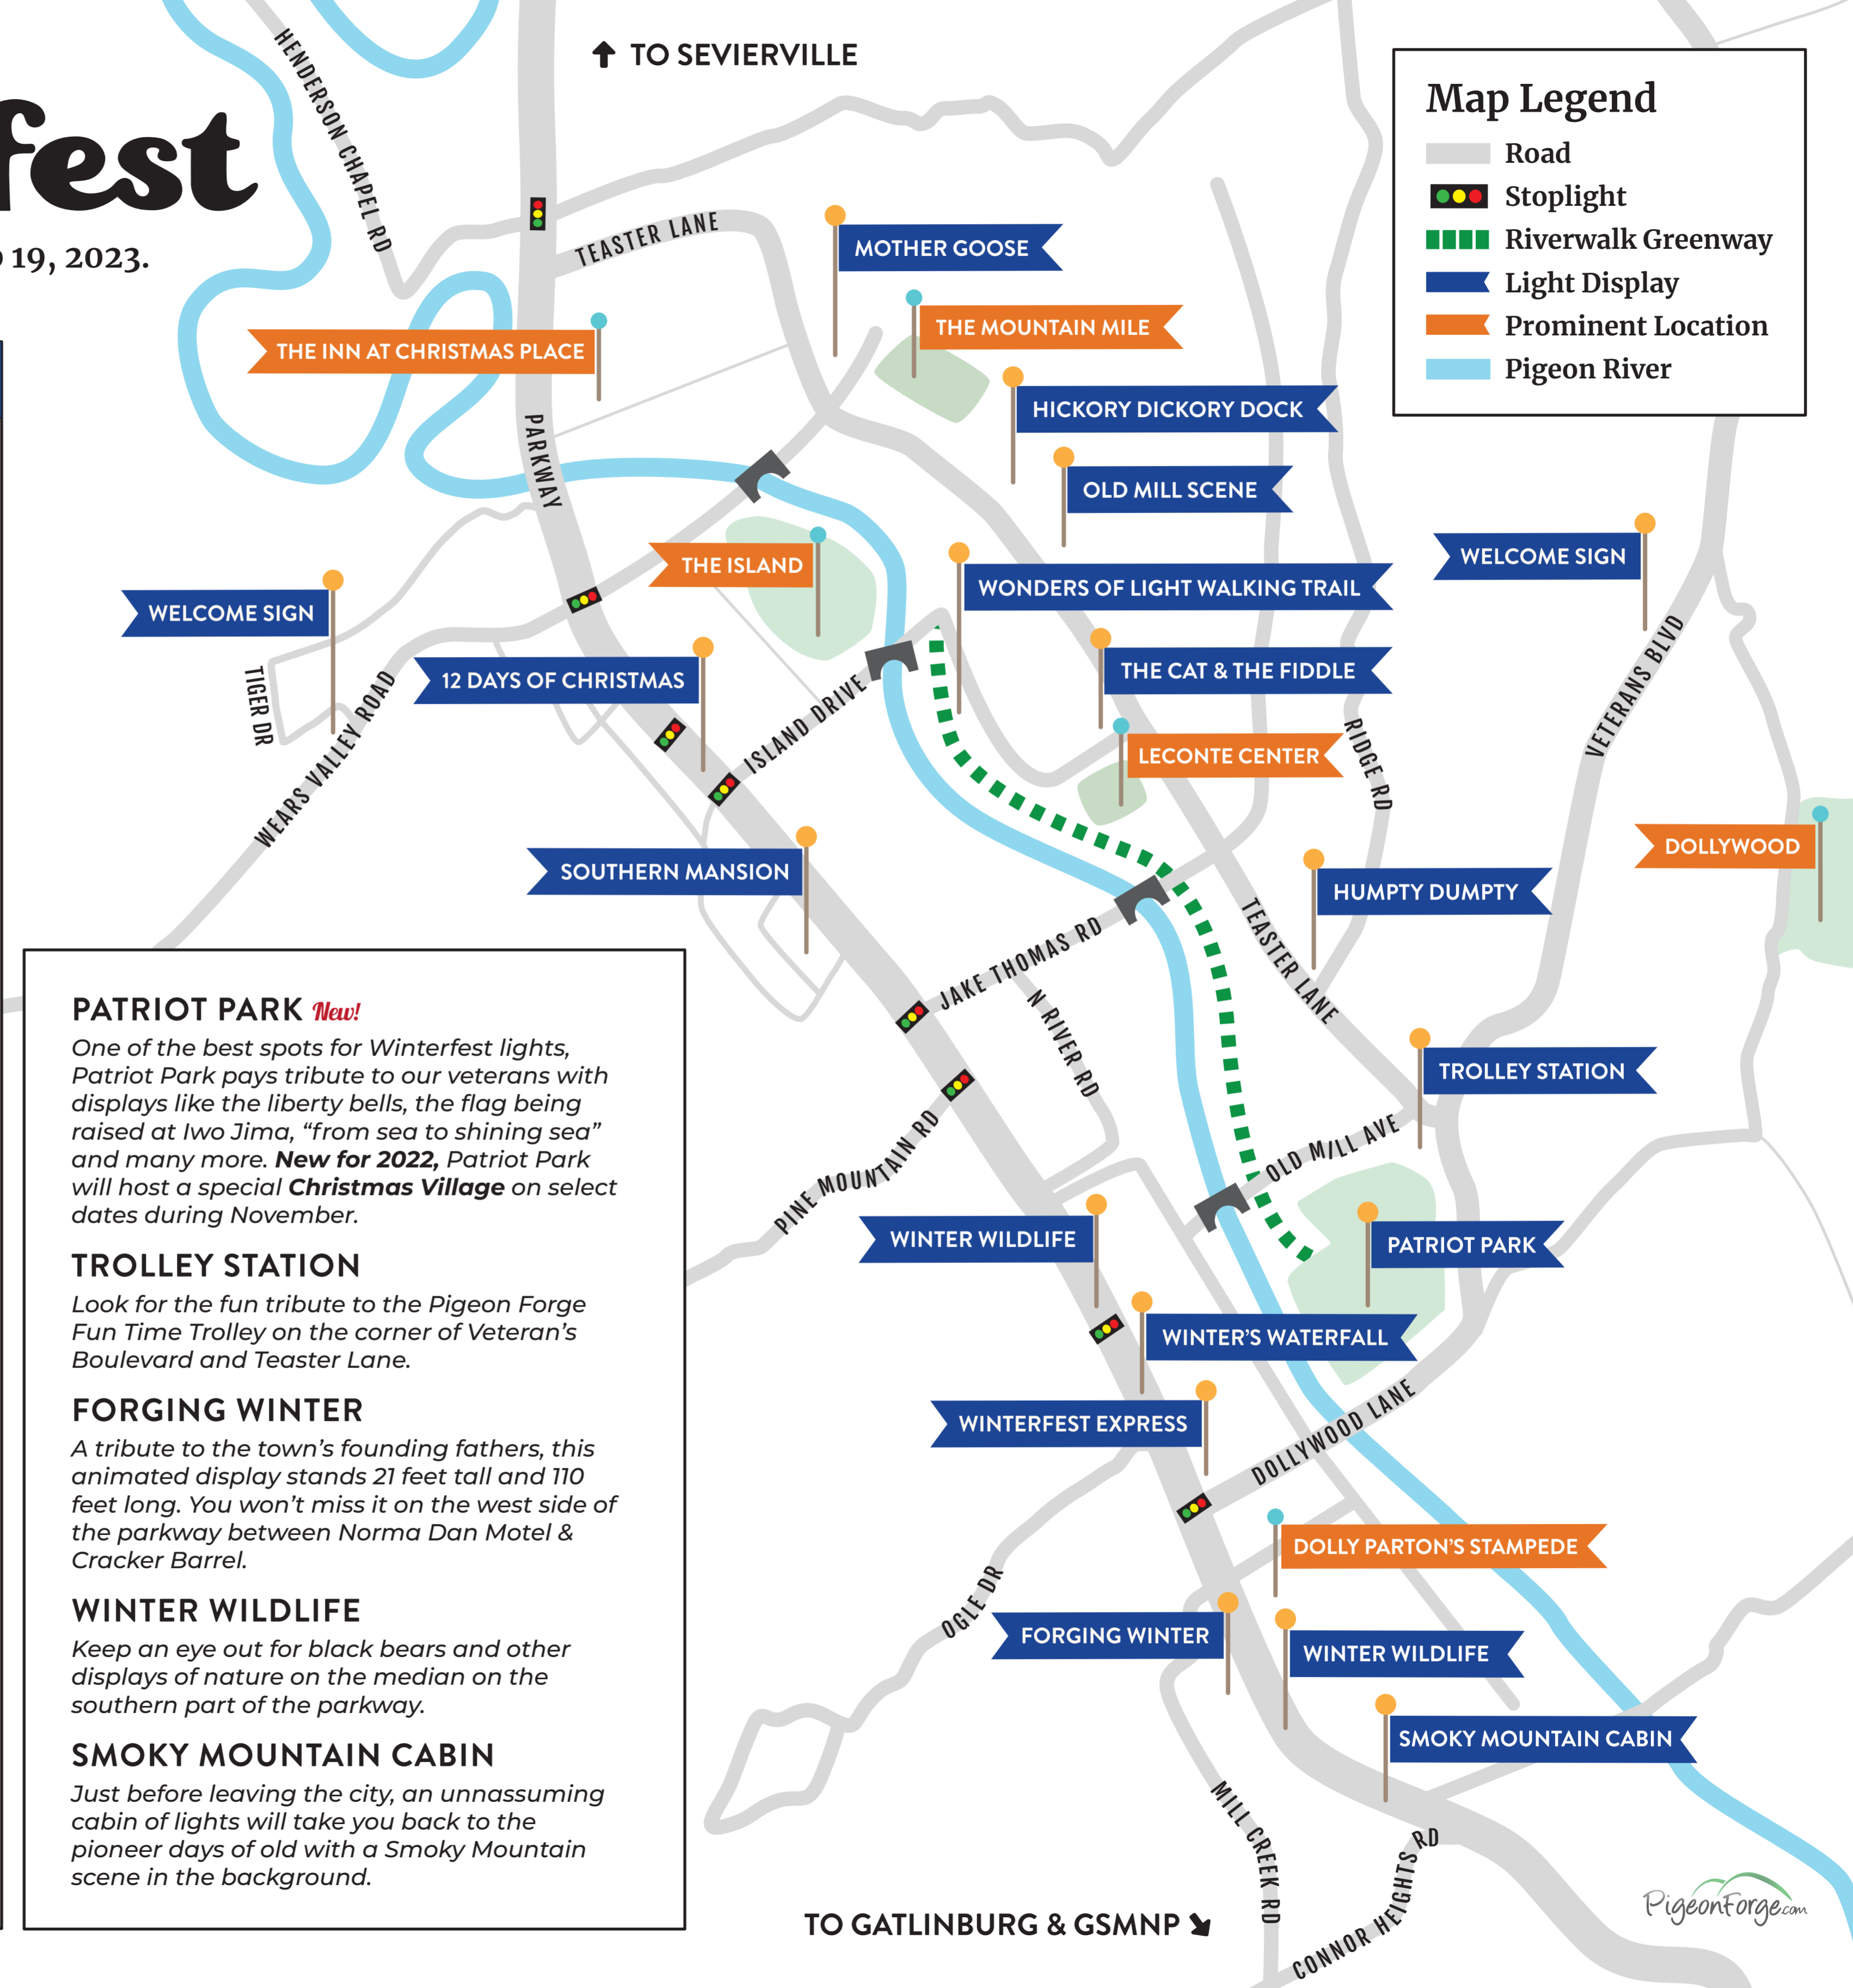 fest
19, 2023.
TO SEVIERVILLE
Map Legend
Road
Stoplight
Riverwalk Greenway
Light Display
Prominent Location
Pigeon River
HENDERSON CHAPEL RD
TEASTER LANE
MOTHER GOOSE
THE MOUNTAIN MILE
THE INN AT CHRISTMAS PLACE
HICKORY DICKORY DOCK
PARKWAY
OLD MILL SCENE
THE ISLAND
WELCOME SIGN
WONDERS OF LIGHT WALKING TRAIL
WELCOME SIGN
TIGER DR
WEARS VALLEY ROAD
12 DAYS OF CHRISTMAS
ISLAND DRIVE
THE CAT & THE FIDDLE
LECONTE CENTER
RIDGE RD
VETERANS BLVD
DOLLYWOOD
SOUTHERN MANSION
HUMPTY DUMPTY
JAKE THOMAS RD
N RIVER RD
TEASTER LANE
TROLLEY STATION
PINE MOUNTAIN RD
OLD MILL AVE
WINTER WILDLIFE
PATRIOT PARK
WINTER'S WATERFALL
WINTERFEST EXPRESS
DOLLYWOOD LANE
DOLLY PARTON'S STAMPEDE
OGLE DR
FORGING WINTER
WINTER WILDLIFE
SMOKY MOUNTAIN CABIN
MILL CREEK RD
CONNOR HEIGHTS RD
TO GATLINBURG & GSMNP
PigeonForge.com
PATRIOT PARK New!
One of the best spots for Winterfest lights,
Patriot Park pays tribute to our veterans with
displays like the liberty bells, the flag being
raised at Iwo Jima, “from sea to shining sea”
and many more. New for 2022, Patriot Park
will host a special Christmas Village on select
dates during November.
TROLLEY STATION
Look for the fun tribute to the Pigeon Forge
Fun Time Trolley on the corner of Veteran’s
Boulevard and Teaster Lane.
FORGING WINTER
A tribute to the town’s founding fathers, this
animated display stands 21 feet tall and 110
feet long. You won’t miss it on the west side of
the parkway between Norma Dan Motel &
Cracker Barrel.
WINTER WILDLIFE
Keep an eye out for black bears and other
displays of nature on the median on the
southern part of the parkway.
SMOKY MOUNTAIN CABIN
Just before leaving the city, an unnassuming
cabin of lights will take you back to the
pioneer days of old with a Smoky Mountain
scene in the background.